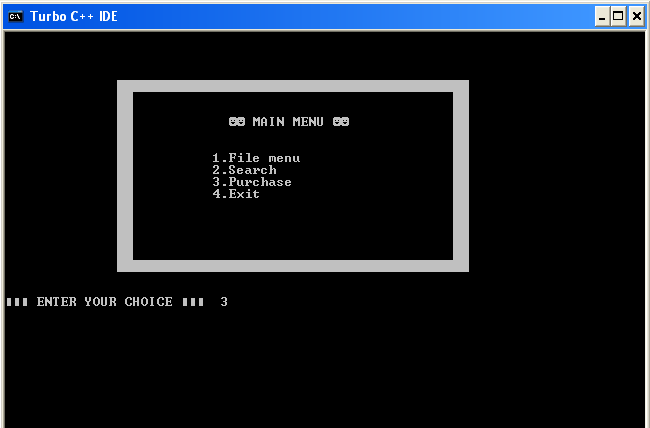 Turbo C++ IDE
☻☻ MAIN MENU ☻☻
1.File menu
2.Search
3.Purchase
4.Exit
▮▮▮ ENTER YOUR CHOICE ▮▮▮ 3